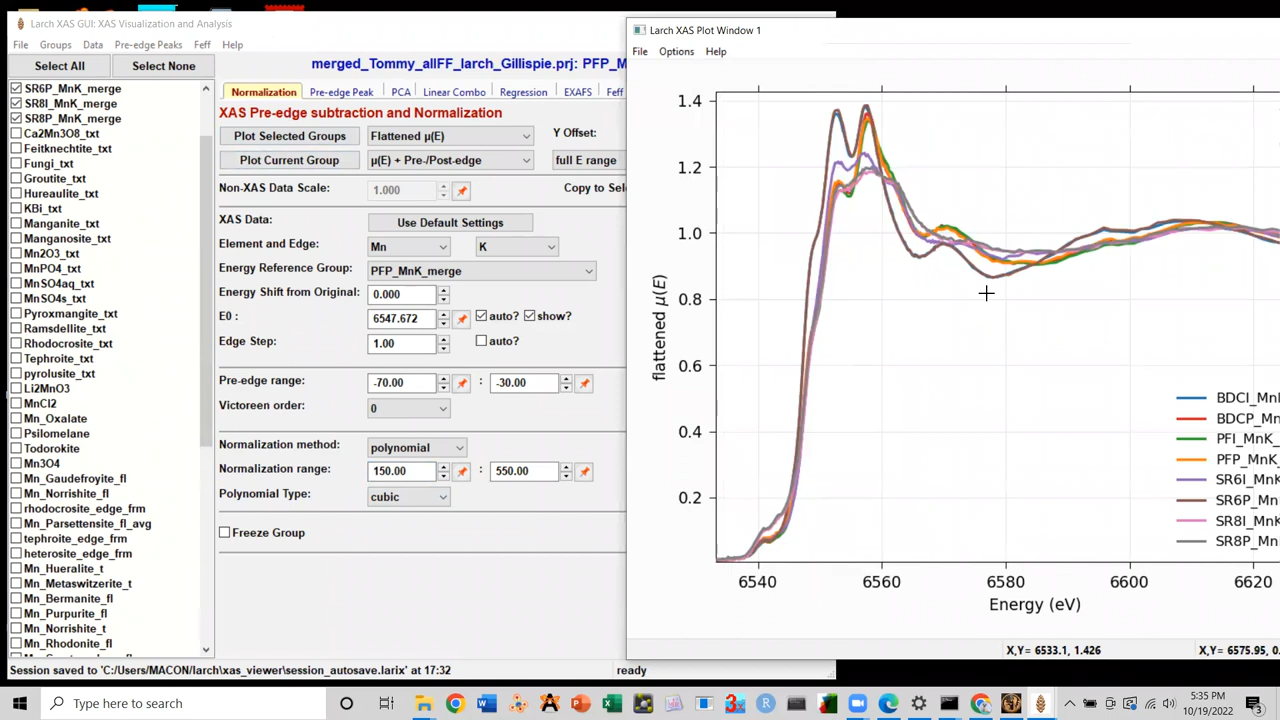 Larch XAS GUI: XAS Visualization and Analysis
File Groups Data Pre-edge Peaks Feff Help
Select All Select None
SR6P_MnK_merge
SR8I_MnK_merge
SR8P_MnK_merge
Ca2Mn3O8_txt
Feitknechtite_txt
Fungi_txt
Groutite_txt
Hureaulite_txt
KBi_txt
Manganite_txt
Manganosite_txt
Mn2O3_txt
MnPO4_txt
MnSO4aq_txt
MnSO4s_txt
Pyroxmangite_txt
Ramsdellite_txt
Rhodocrosite_txt
Tephroite_txt
pyrolusite_txt
Li2MnO3
MnCl2
Mn_Oxalate
Psilomelane
Todorokite
Mn3O4
Mn_Gaudefroyite_fl
Mn_Norrishite_fl
rhodocrosite_edge_frm
Mn_Parsettensite_fl_avg
tephroite_edge_frm
heterosite_edge_frm
Mn_Hueralite_t
Mn_Metaswitzerite_t
Mn_Bermanite_fl
Mn_Purpurite_fl
Mn_Norrishite_t
Mn_Rhodonite_fl
merged_Tommy_allFF_larch_Gillispie.prj: PFP_M
Normalization Pre-edge Peak PCA Linear Combo Regression EXAFS Feff
XAS Pre-edge subtraction and Normalization
Plot Selected Groups Flattened μ(E) Y Offset:
Plot Current Group μ(E) + Pre-/Post-edge full E range
Non-XAS Data Scale: 1.000 Copy to Sel
XAS Data: Use Default Settings
Element and Edge: Mn K
Energy Reference Group: PFP_MnK_merge
Energy Shift from Original: 0.000
E0: 6547.672 auto? show?
Edge Step: 1.00 auto?
Pre-edge range: -70.00 : -30.00
Victoreen order: 0
Normalization method: polynomial
Normalization range: 150.00 : 550.00
Polynomial Type: cubic
Freeze Group
Session saved to 'C:/Users/MACON/larch\xas_viewer\session_autosave.larix' at 17:32 ready
Larch XAS Plot Window 1
File Options Help
1.4
1.2
1.0
0.8
0.6
0.4
0.2
flattened μ(E)
BDCI_MnK
BDCP_Mn
PFI_MnK_
PFP_MnK
SR6I_MnK
SR6P_Mn
SR8I_MnK
SR8P_Mn
6540 6560 6580 6600 6620
Energy (eV)
X,Y= 6533.1, 1.426 X,Y= 6575.95, 0.
Type here to search
5:35 PM
10/19/2022
3